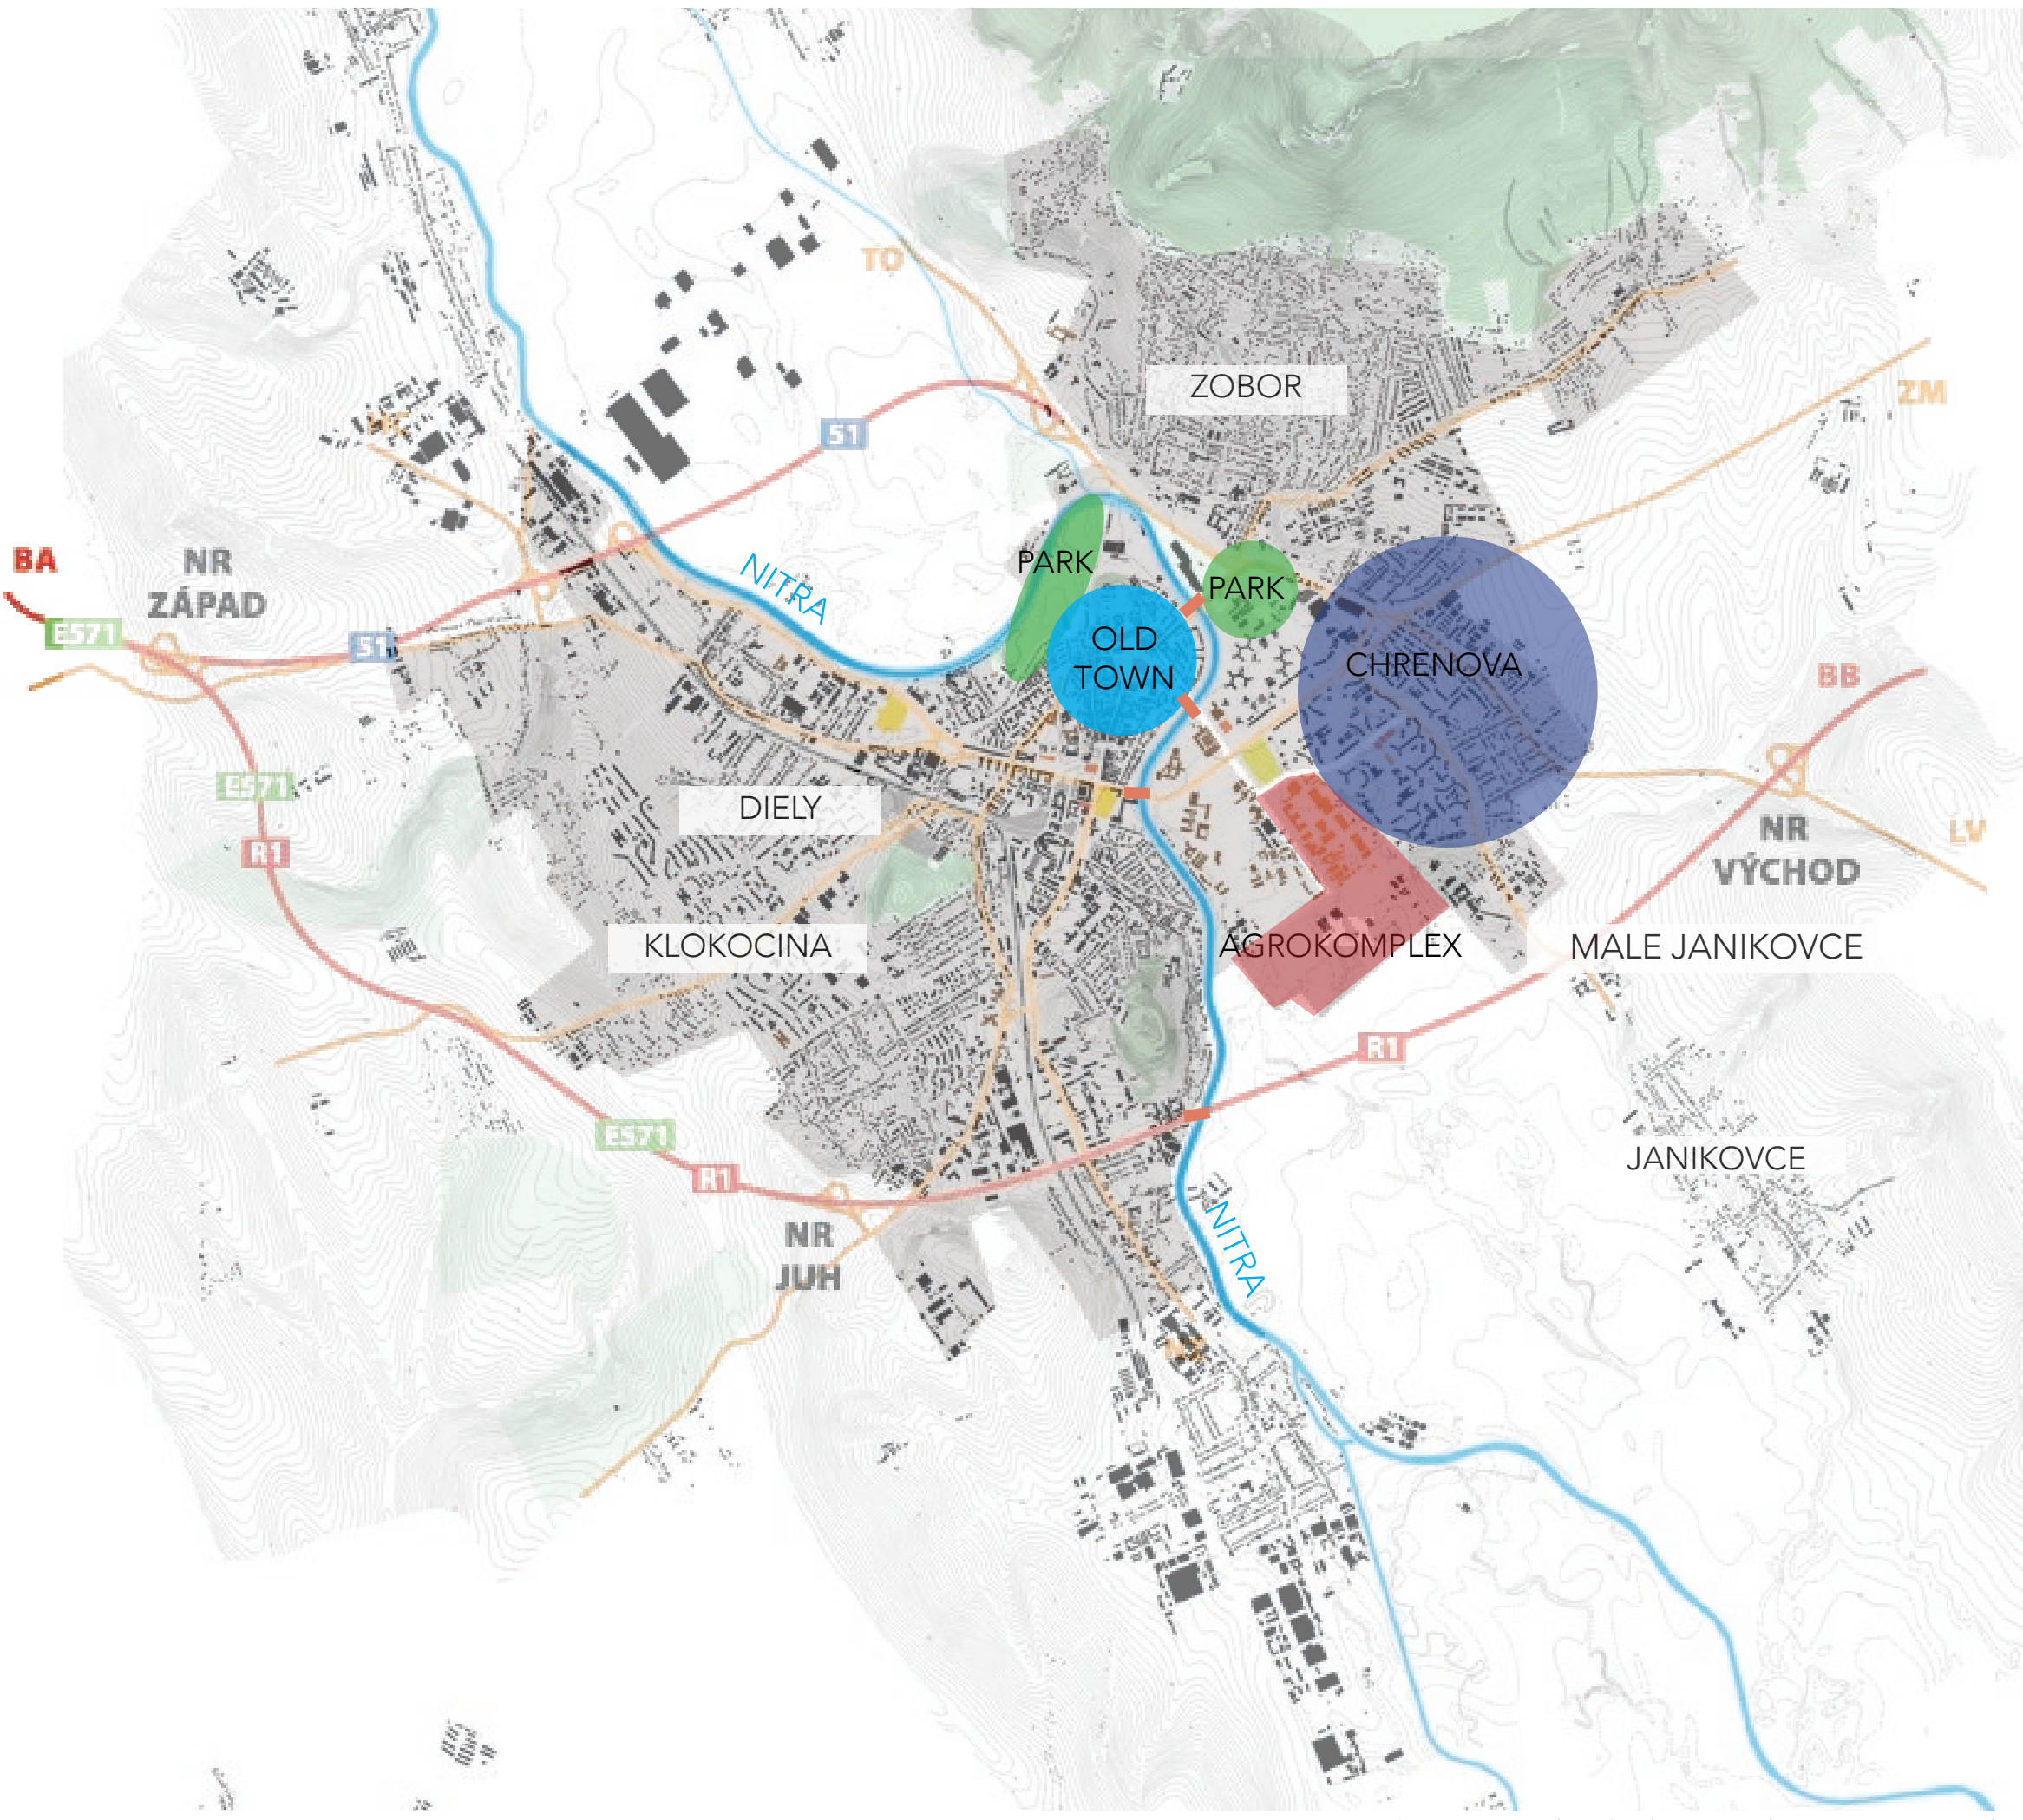 TO
ZOBOR
ZM
51
BA
NR
ZÁPAD
NITRA
PARK
PARK
E571
51
OLD
TOWN
CHRENOVA
BB
E571
DIELY
NR
VÝCHOD
LV
R1
KLOKOCINA
AGROKOMPLEX
MALE JANIKOVCE
R1
E571
R1
JANIKOVCE
NR
JUH
NITRA